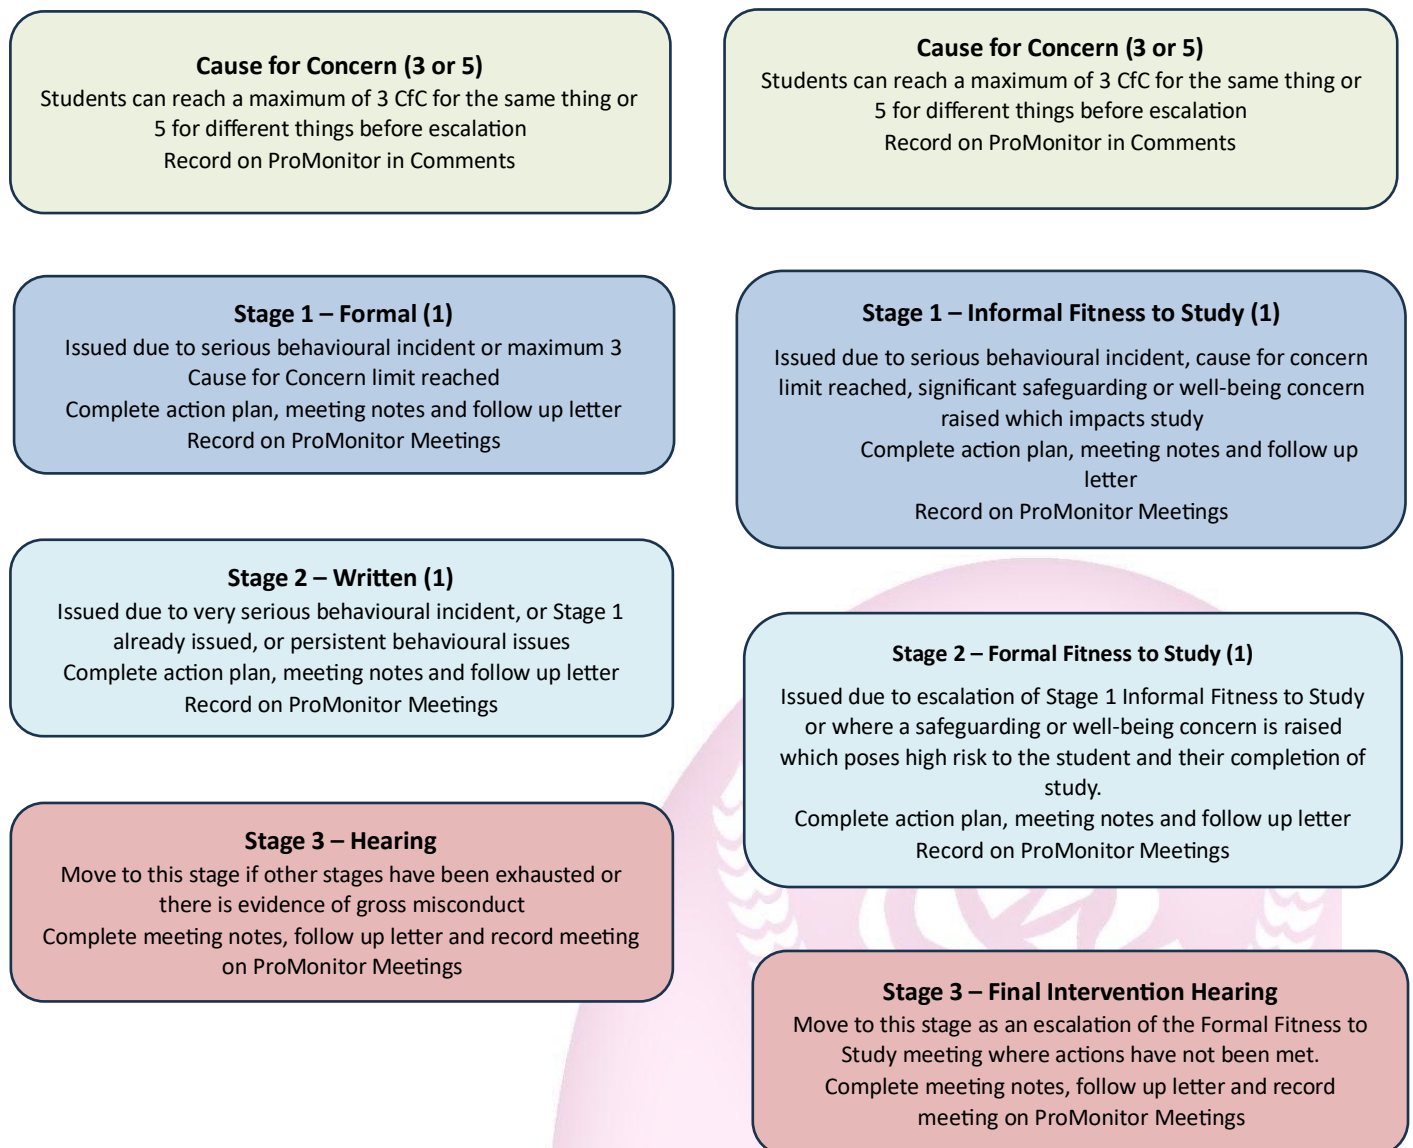 Cause for Concern (3 or 5)
Students can reach a maximum of 3 CfC for the same thing or
5 for different things before escalation
Record on ProMonitor in Comments
Stage 1 – Formal (1)
Issued due to serious behavioural incident or maximum 3
Cause for Concern limit reached
Complete action plan, meeting notes and follow up letter
Record on ProMonitor Meetings
Stage 2 – Written (1)
Issued due to very serious behavioural incident, or Stage 1
already issued, or persistent behavioural issues
Complete action plan, meeting notes and follow up letter
Record on ProMonitor Meetings
Stage 3 – Hearing
Move to this stage if other stages have been exhausted or
there is evidence of gross misconduct
Complete meeting notes, follow up letter and record meeting
on ProMonitor Meetings
Cause for Concern (3 or 5)
Students can reach a maximum of 3 CfC for the same thing or
5 for different things before escalation
Record on ProMonitor in Comments
Stage 1 – Informal Fitness to Study (1)
Issued due to serious behavioural incident, cause for concern
limit reached, significant safeguarding or well-being concern
raised which impacts study
Complete action plan, meeting notes and follow up
letter
Record on ProMonitor Meetings
Stage 2 – Formal Fitness to Study (1)
Issued due to escalation of Stage 1 Informal Fitness to Study
or where a safeguarding or well-being concern is raised
which poses high risk to the student and their completion of
study.
Complete action plan, meeting notes and follow up letter
Record on ProMonitor Meetings
Stage 3 – Final Intervention Hearing
Move to this stage as an escalation of the Formal Fitness to
Study meeting where actions have not been met.
Complete meeting notes, follow up letter and record
meeting on ProMonitor Meetings